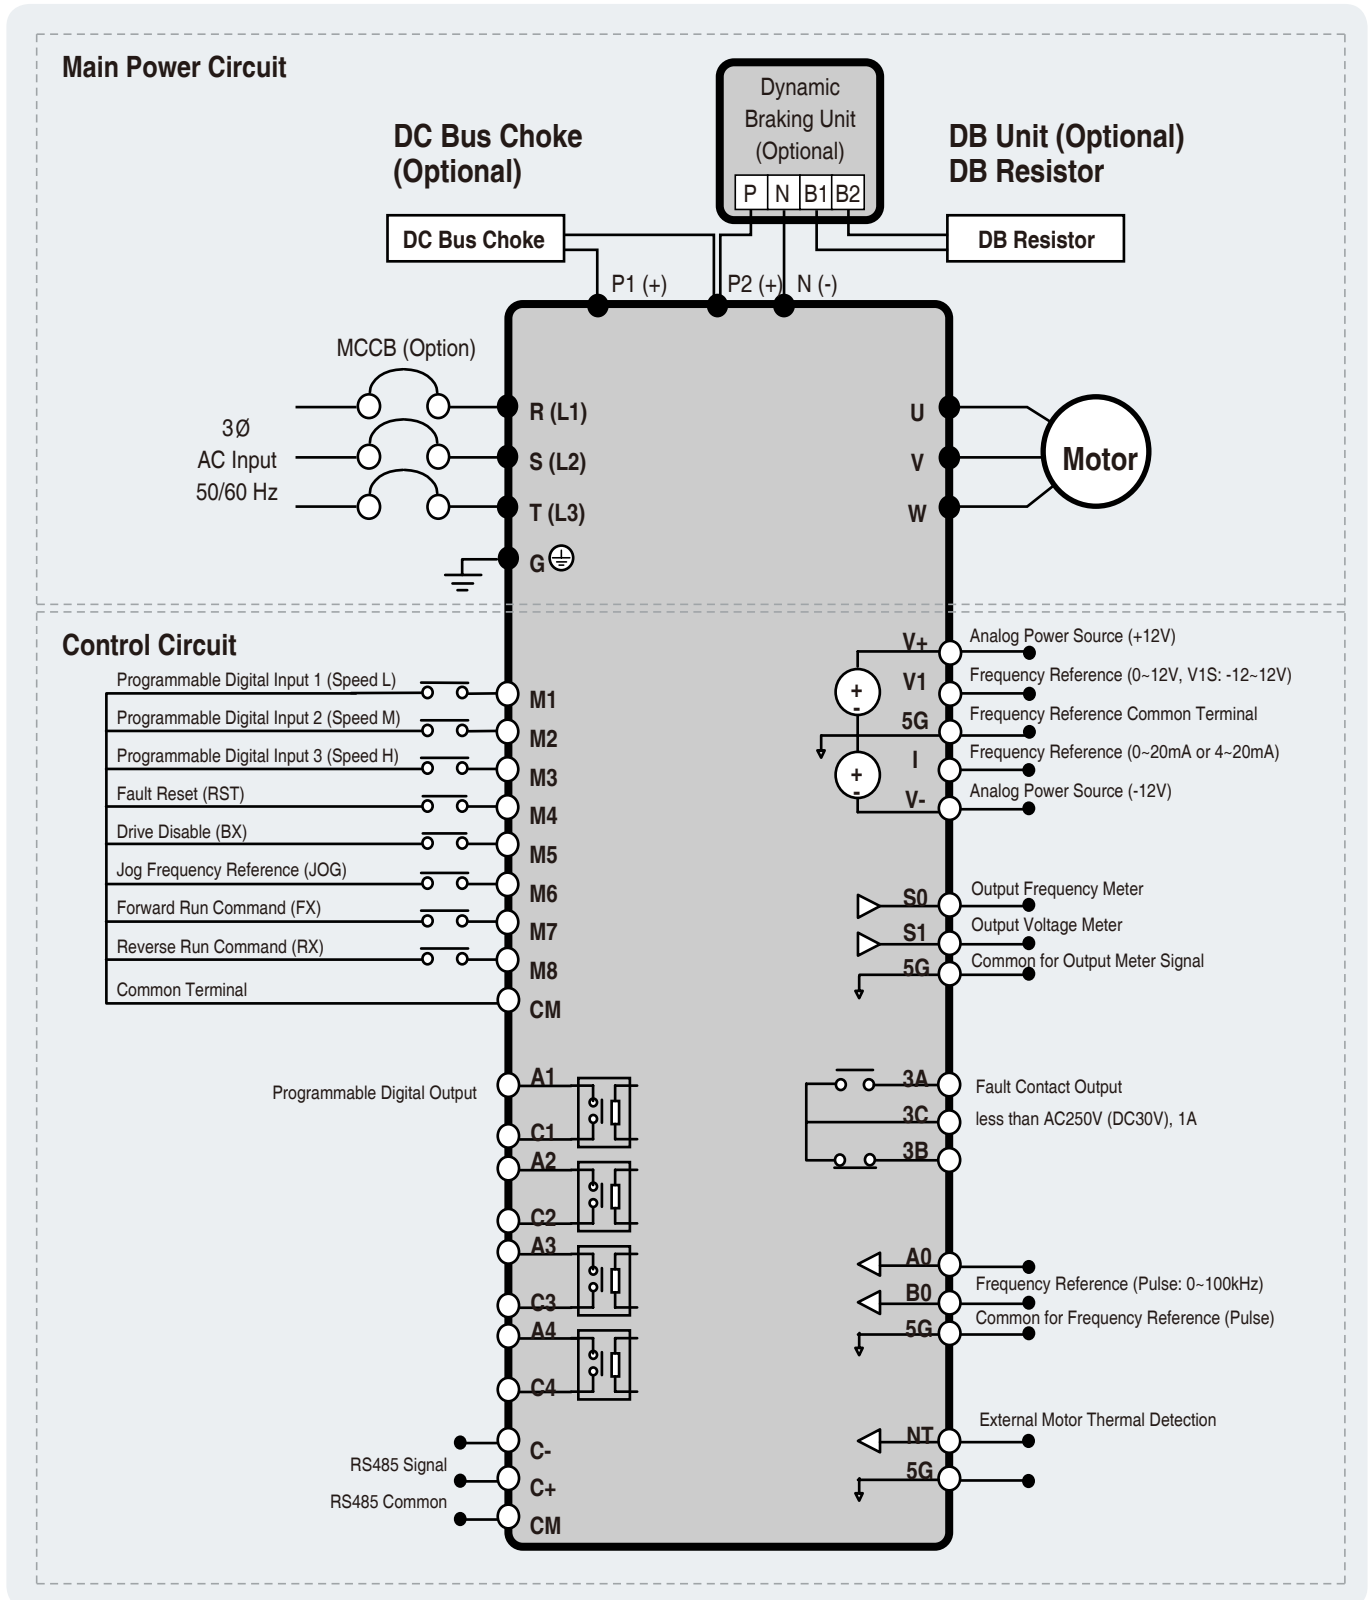 Main Power Circuit
Dynamic
Braking Unit
(Optional)
P N B1 B2
DC Bus Choke
(Optional)
DB Unit (Optional)
DB Resistor
DC Bus Choke
DB Resistor
P1 (+)
P2 (+)
N (-)
MCCB (Option)
3Ø
AC Input
50/60 Hz
R (L1)
S (L2)
T (L3)
G
U
V
W
Motor
Control Circuit
Programmable Digital Input 1 (Speed L)
M1
Programmable Digital Input 2 (Speed M)
M2
Programmable Digital Input 3 (Speed H)
M3
Fault Reset (RST)
M4
Drive Disable (BX)
M5
Jog Frequency Reference (JOG)
M6
Forward Run Command (FX)
M7
Reverse Run Command (RX)
M8
Common Terminal
CM
Programmable Digital Output
A1
C1
A2
C2
A3
C3
A4
C4
C-
RS485 Signal
C+
RS485 Common
CM
V+
Analog Power Source (+12V)
+
-
V1
Frequency Reference (0~12V, V1S: -12~12V)
5G
Frequency Reference Common Terminal
+
-
I
Frequency Reference (0~20mA or 4~20mA)
V-
Analog Power Source (-12V)
S0
Output Frequency Meter
S1
Output Voltage Meter
5G
Common for Output Meter Signal
3A
Fault Contact Output
3C
less than AC250V (DC30V), 1A
3B
A0
B0
Frequency Reference (Pulse: 0~100kHz)
5G
Common for Frequency Reference (Pulse)
NT
External Motor Thermal Detection
5G